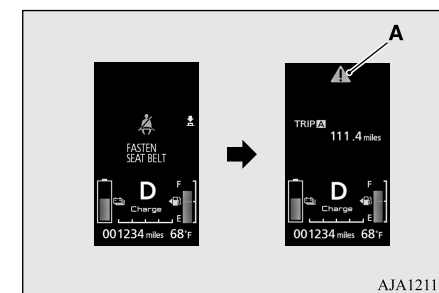 A
FASTEN
SEAT BELT
D
Charge
F
E
001234 miles 68°F
TRIP A
111.4 miles
D
Charge
F
E
001234 miles 68°F
AJA1211